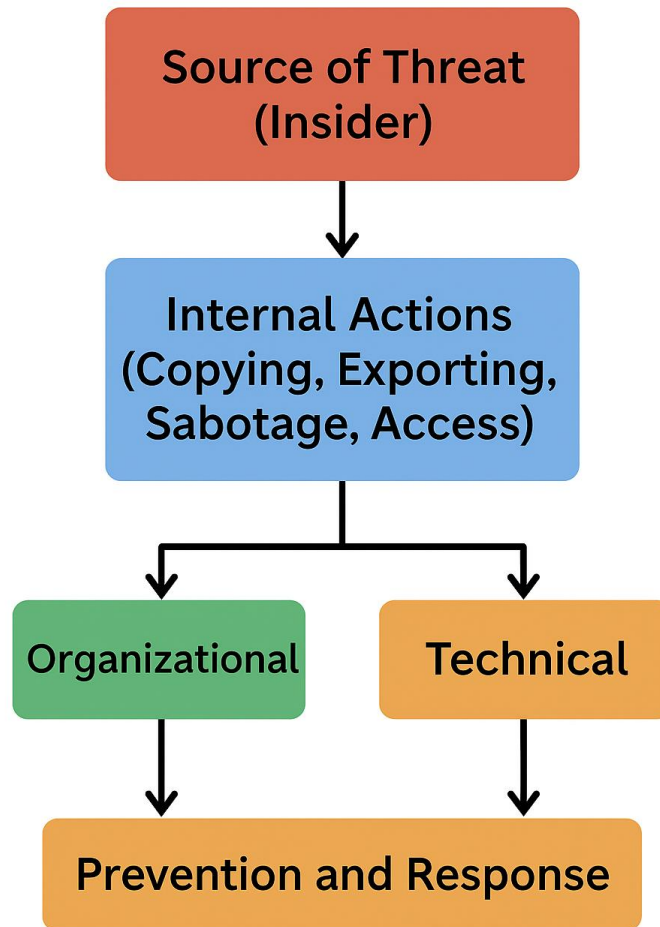 Source of Threat
(Insider)
Internal Actions
(Copying, Exporting,
Sabotage, Access)
Organizational
Technical
Prevention and Response